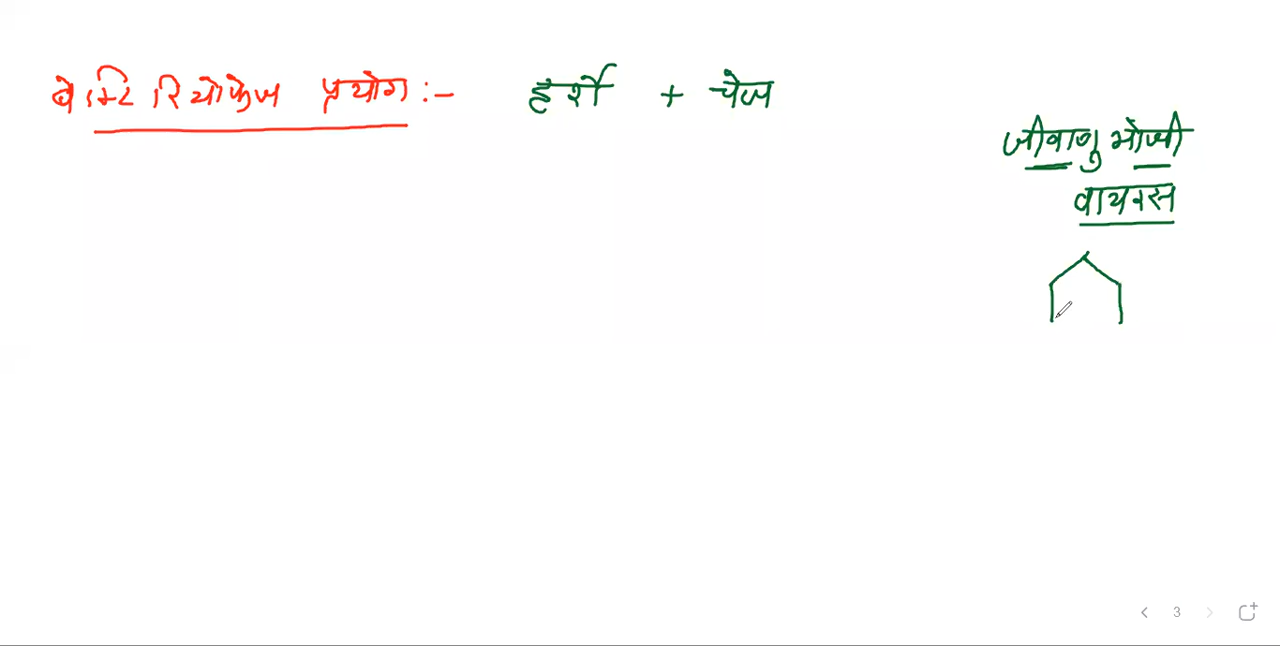 बेक्टिरियोफेज प्रयोग :- हर्शे + चेज
जीवाणु भोजी
वायरस
3